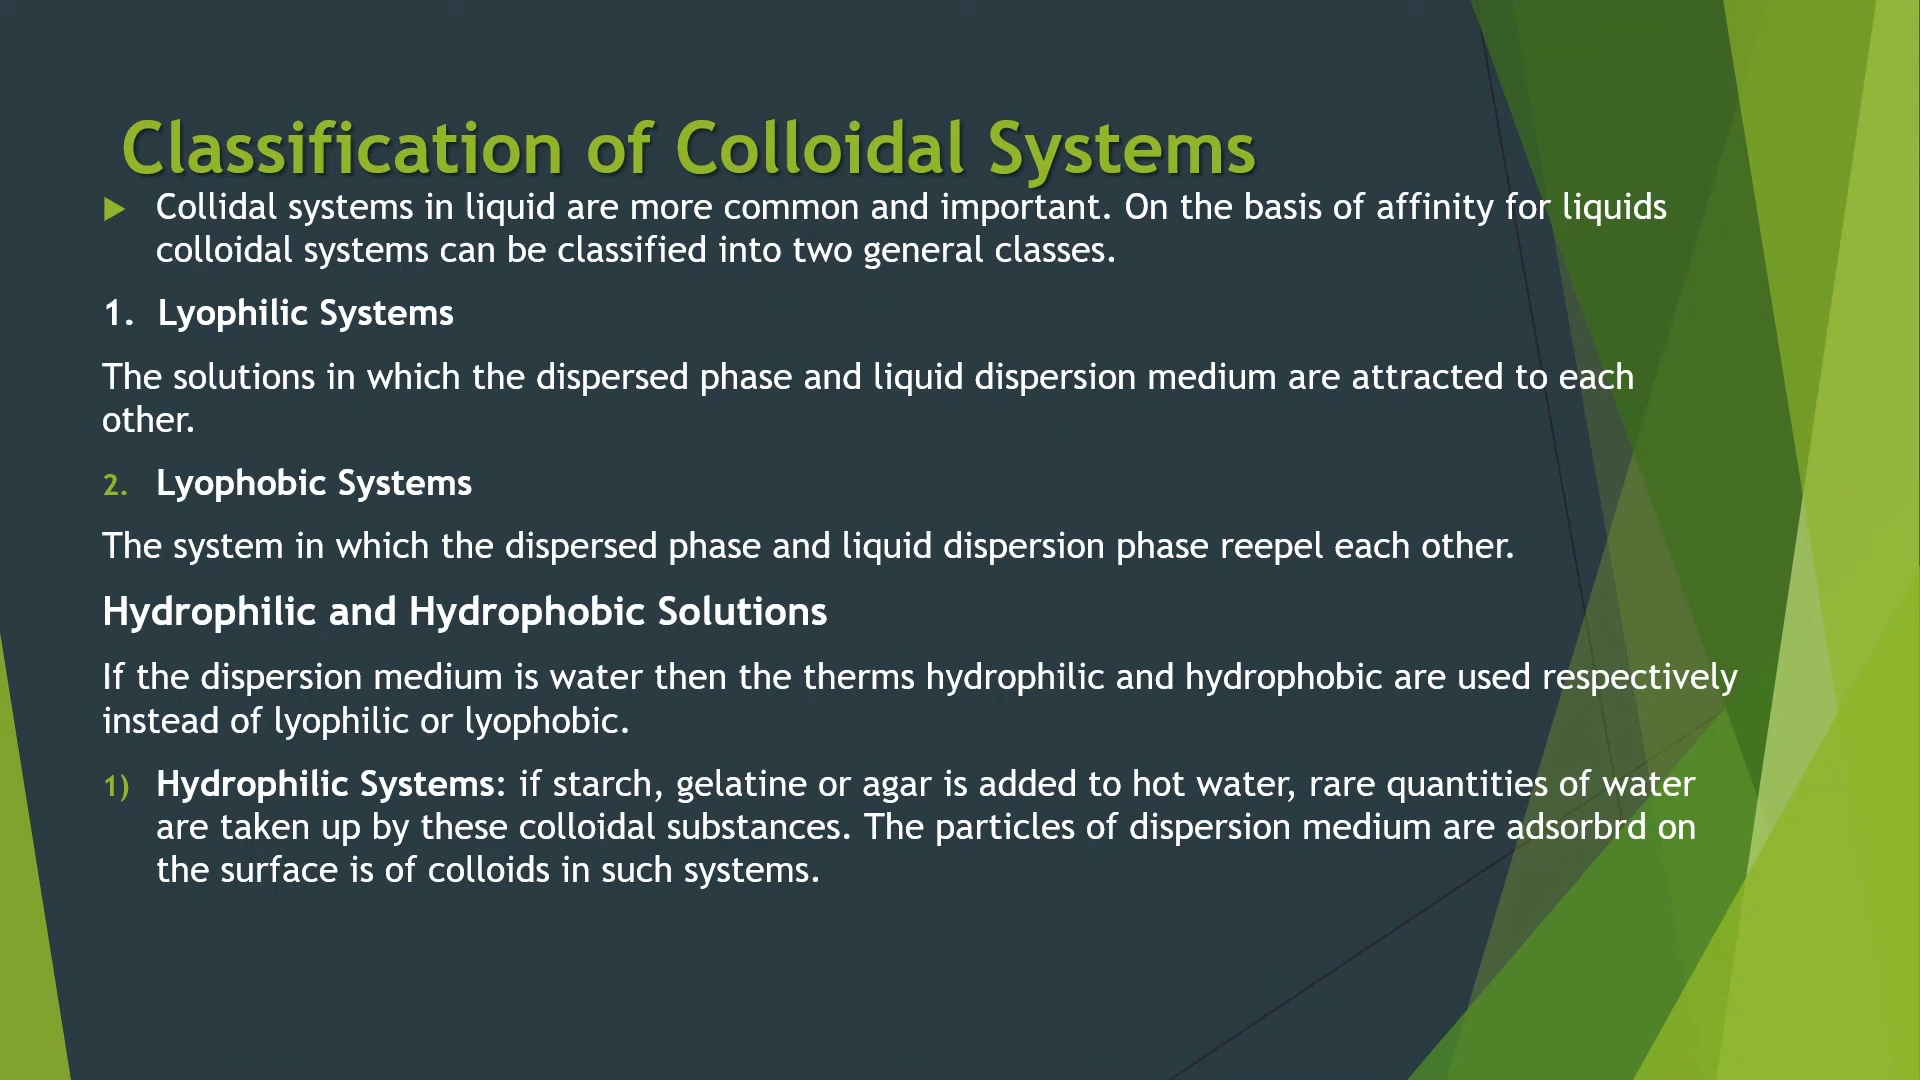 Classification of Colloidal Systems
Collidal systems in liquid are more common and important. On the basis of affinity for liquids
colloidal systems can be classified into two general classes.
1. Lyophilic Systems
The solutions in which the dispersed phase and liquid dispersion medium are attracted to each
other.
2. Lyophobic Systems
The system in which the dispersed phase and liquid dispersion phase reepel each other.
Hydrophilic and Hydrophobic Solutions
If the dispersion medium is water then the therms hydrophilic and hydrophobic are used respectively
instead of lyophilic or lyophobic.
1) Hydrophilic Systems: if starch, gelatine or agar is added to hot water, rare quantities of water
are taken up by these colloidal substances. The particles of dispersion medium are adsorbrd on
the surface is of colloids in such systems.